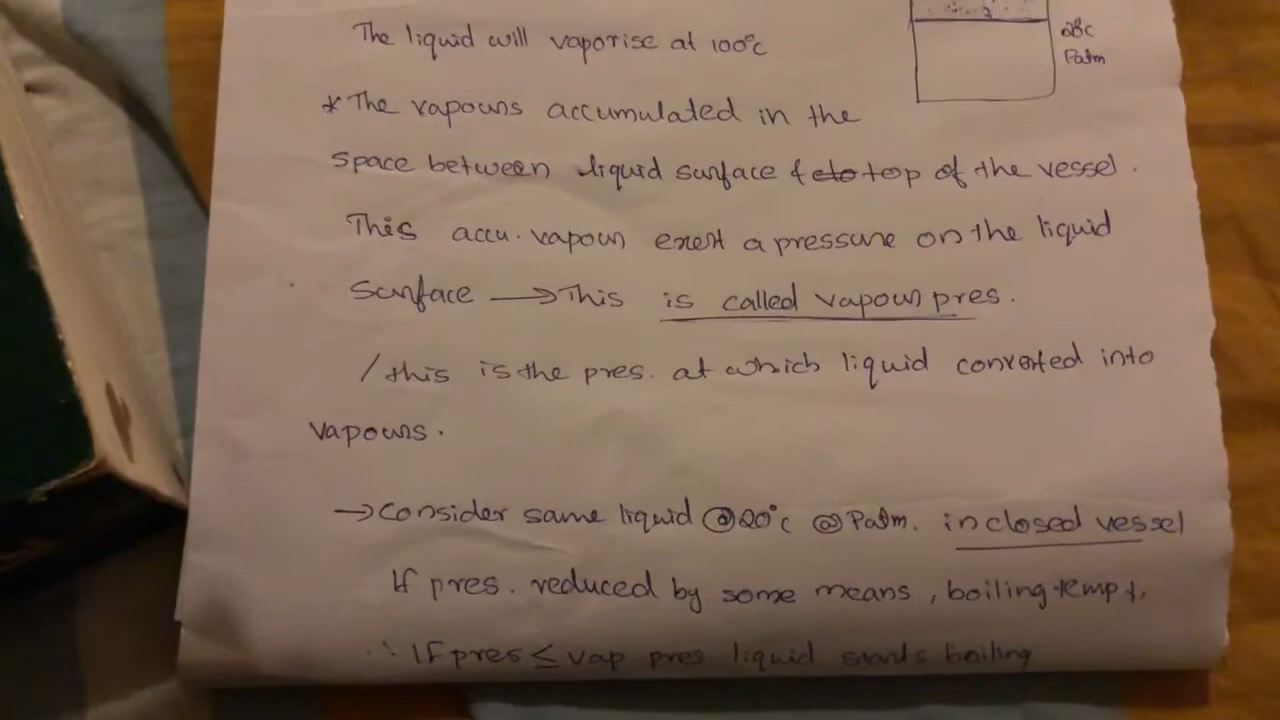 The liquid will vaporise at 100°c
20°c
Patm
* The vapours accumulated in the
space between liquid surface & top of the vessel.
This accu. vapour exert a pressure on the liquid
surface → This is called vapour pres.
/ this is the pres. at which liquid converted into
vapours.
→ consider same liquid @20°c @Patm. in closed vessel
If pres. reduced by some means, boiling temp ↓.
∴ If pres ≤ vap pres liquid starts boiling